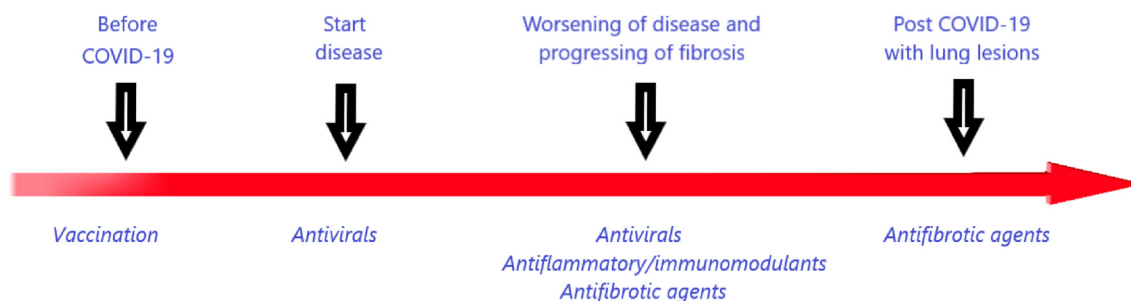 Before
COVID-19
Start
disease
Worsening of disease and
progressing of fibrosis
Post COVID-19
with lung lesions
Vaccination
Antivirals
Antivirals
Antiflammatory/immunomodulants
Antifibrotic agents
Antifibrotic agents